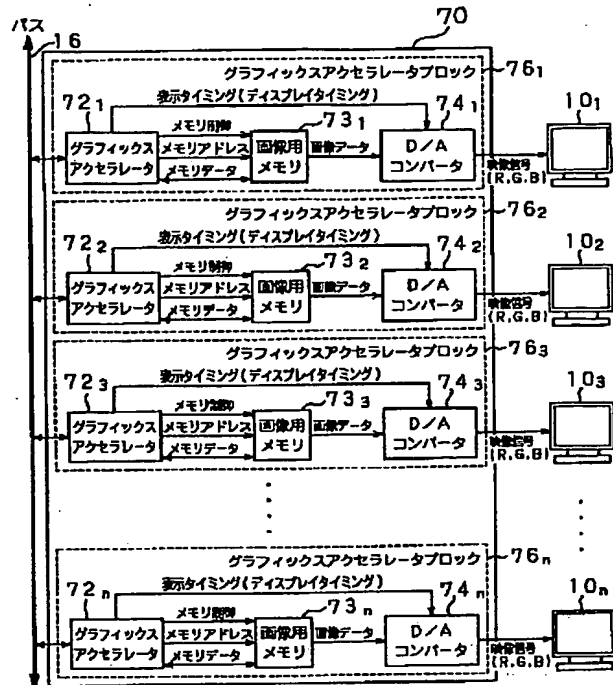 バス
16
70
グラフィックスアクセラレータブロック
76₁
表示タイミング(ディスプレイタイミング)
72₁
73₁
74₁
10₁
グラフィックス
アクセラレータ
メモリ制御
メモリアドレス
メモリデータ
画像用
メモリ
画像データ
D/A
コンバータ
映像信号
(R,G,B)
グラフィックスアクセラレータブロック
76₂
表示タイミング(ディスプレイタイミング)
72₂
73₂
74₂
10₂
グラフィックス
アクセラレータ
メモリ制御
メモリアドレス
メモリデータ
画像用
メモリ
画像データ
D/A
コンバータ
映像信号
(R,G,B)
グラフィックスアクセラレータブロック
76₃
表示タイミング(ディスプレイタイミング)
72₃
73₃
74₃
10₃
グラフィックス
アクセラレータ
メモリ制御
メモリアドレス
メモリデータ
画像用
メモリ
画像データ
D/A
コンバータ
映像信号
(R,G,B)
グラフィックスアクセラレータブロック
76ₙ
表示タイミング(ディスプレイタイミング)
72ₙ
73ₙ
74ₙ
10ₙ
グラフィックス
アクセラレータ
メモリ制御
メモリアドレス
メモリデータ
画像用
メモリ
画像データ
D/A
コンバータ
映像信号
(R,G,B)